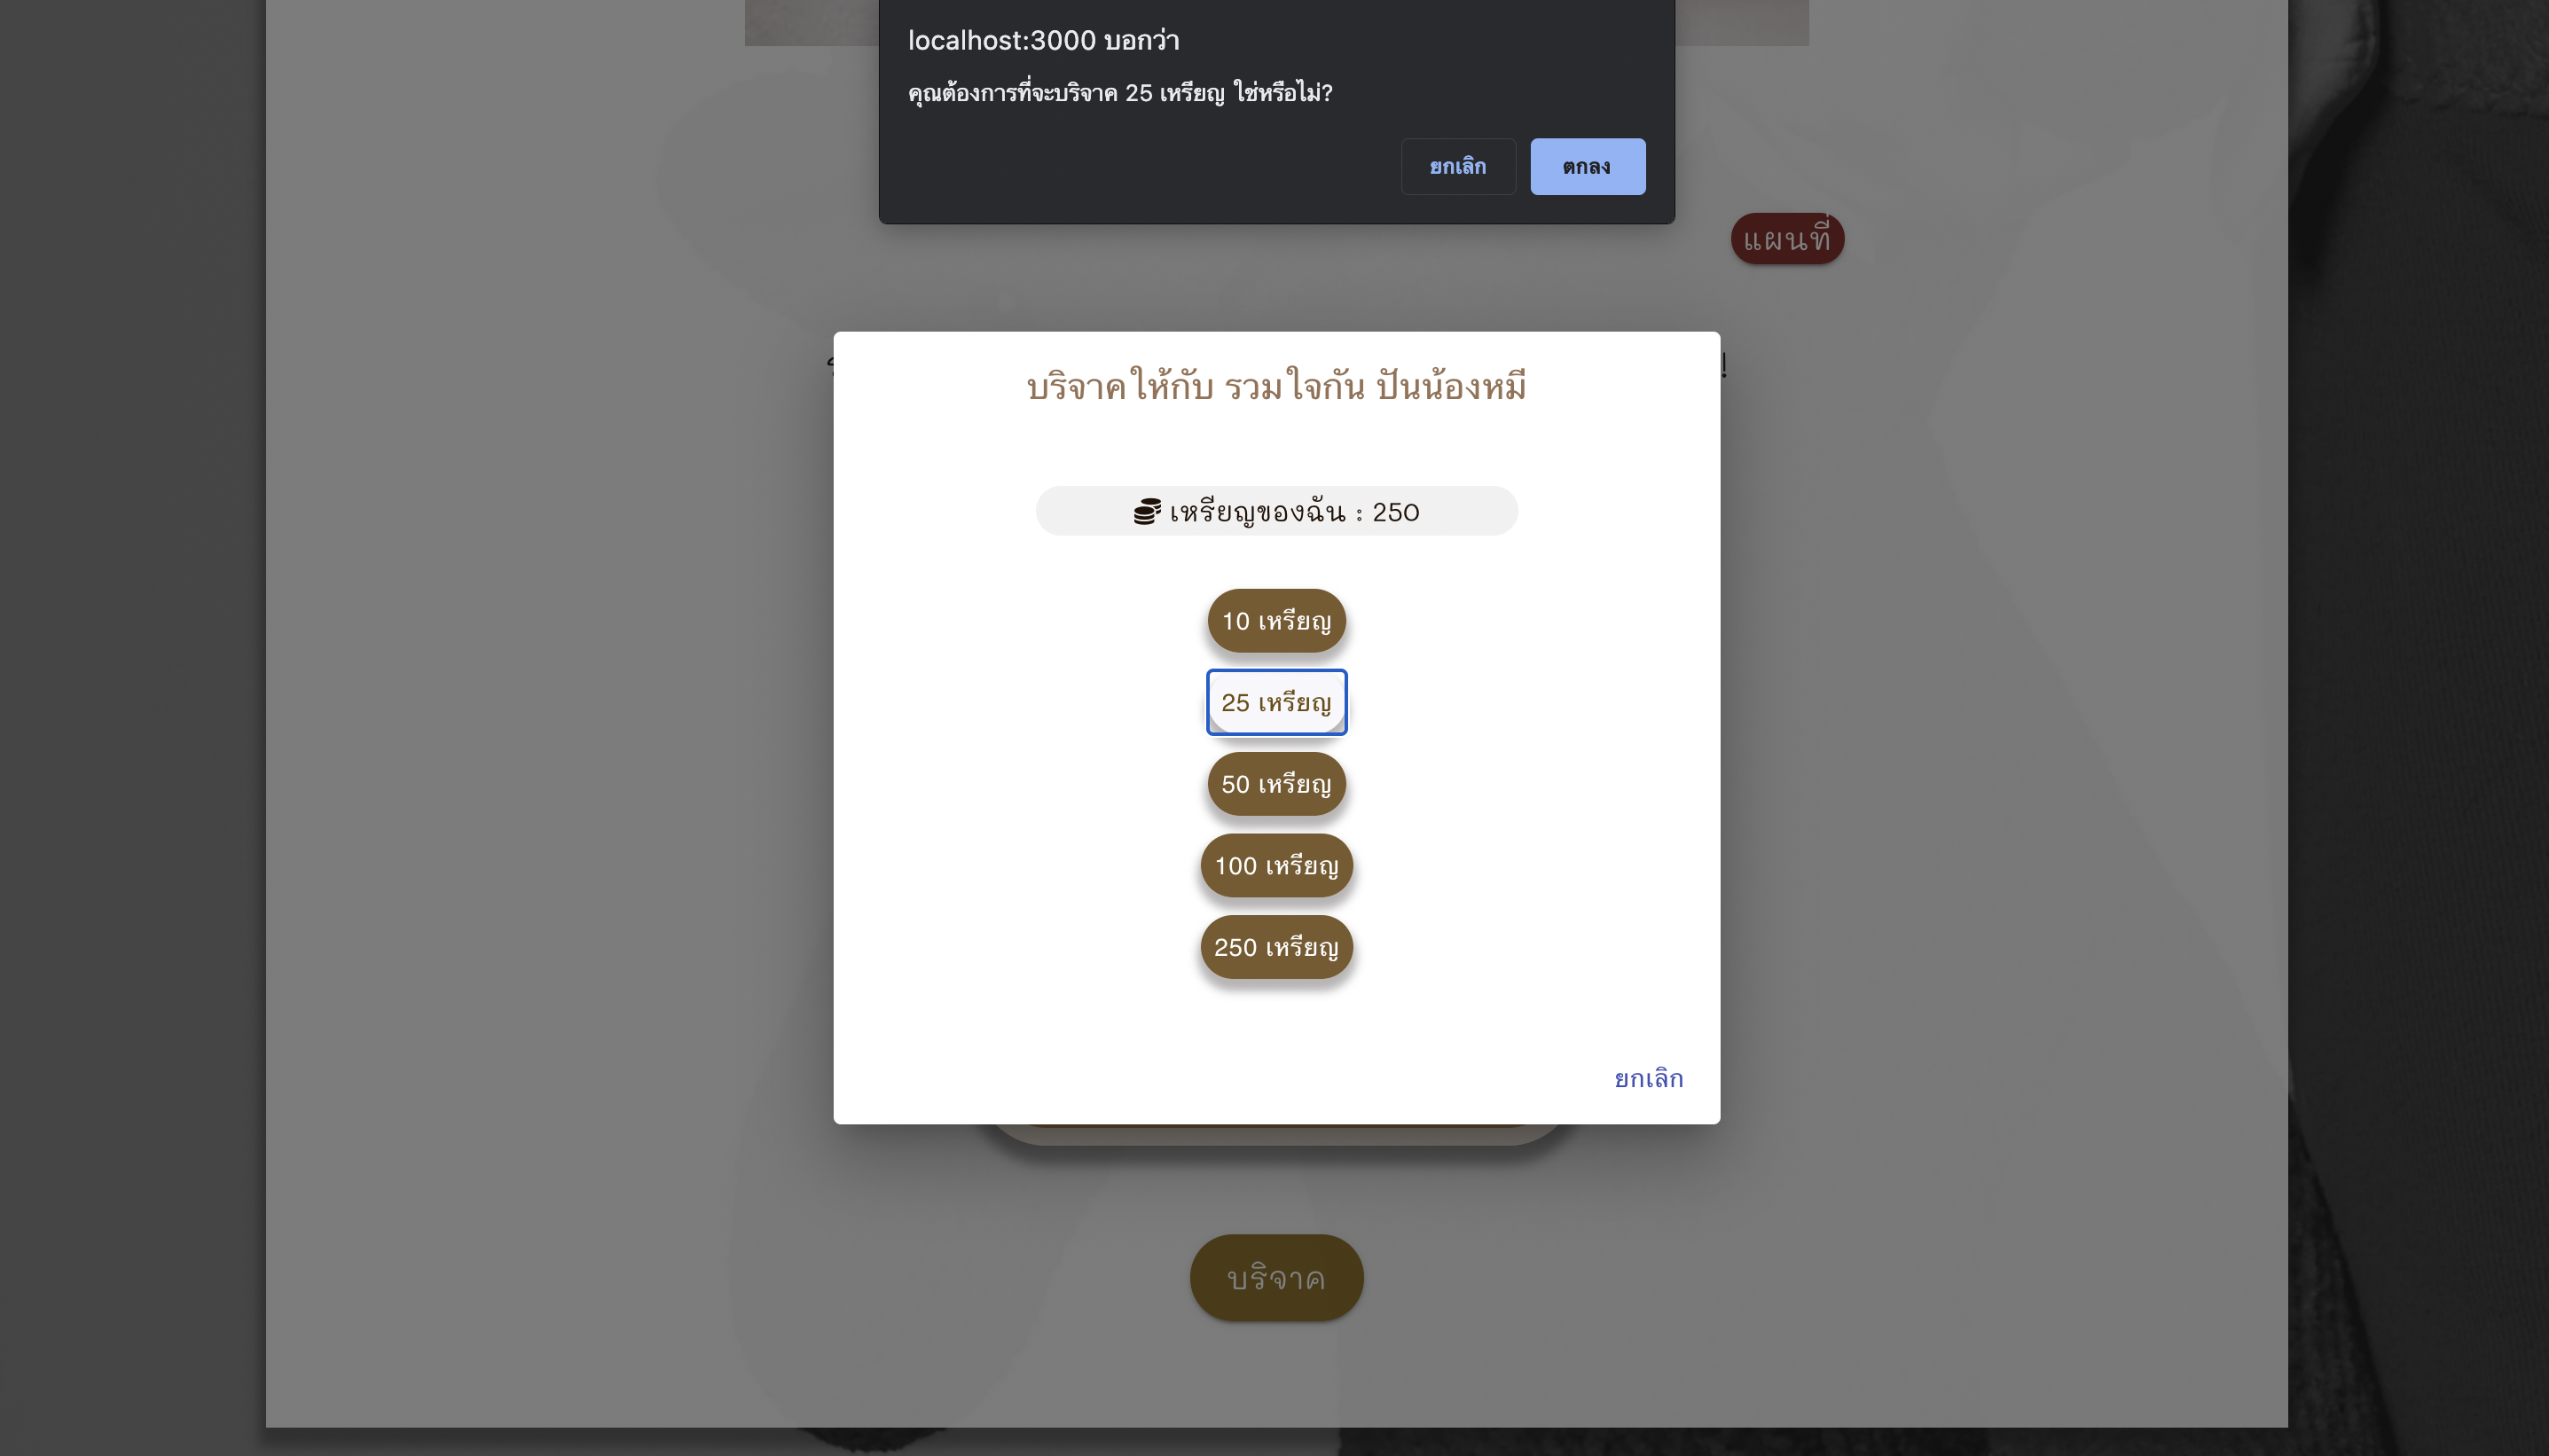 localhost:3000 บอกว่า
คุณต้องการที่จะบริจาค 25 เหรียญ ใช่หรือไม่?
ยกเลิก ตกลง
แผนที่
!
บริจาคให้กับ รวมใจกัน ปันน้องหมี
เหรียญของฉัน : 250
10 เหรียญ
25 เหรียญ
50 เหรียญ
100 เหรียญ
250 เหรียญ
ยกเลิก
บริจาค